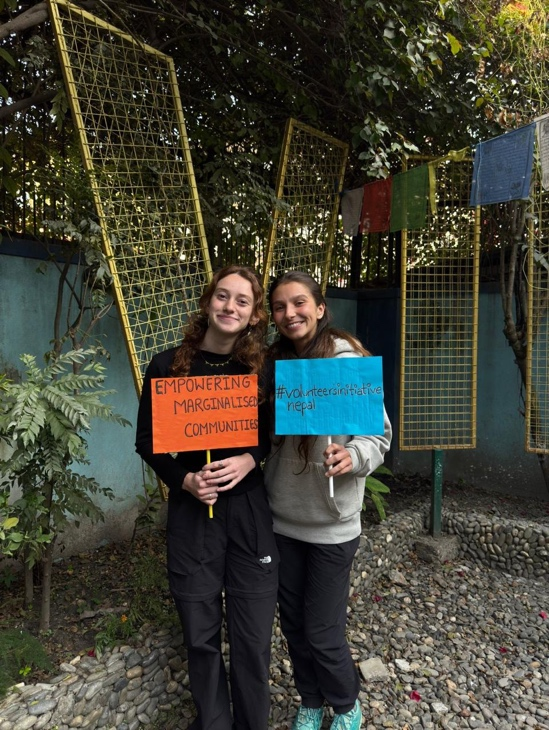 EMPOWERING
MARGINALISED
COMMUNITIES
#volunteersinitiative
nepal